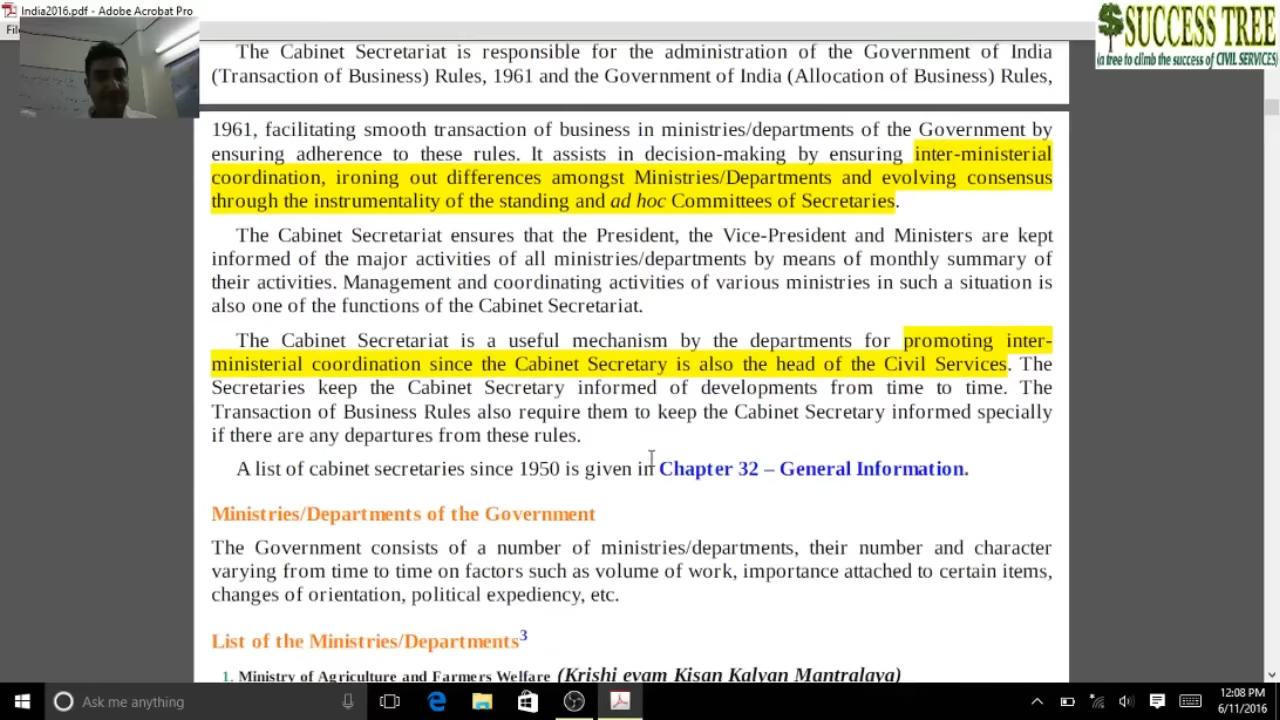 India2016.pdf - Adobe Acrobat Pro
SUCCESS TREE
(a tree to climb the success of CIVIL SERVICES)
The Cabinet Secretariat is responsible for the administration of the Government of India
(Transaction of Business) Rules, 1961 and the Government of India (Allocation of Business) Rules,
1961, facilitating smooth transaction of business in ministries/departments of the Government by
ensuring adherence to these rules. It assists in decision-making by ensuring inter-ministerial
coordination, ironing out differences amongst Ministries/Departments and evolving consensus
through the instrumentality of the standing and ad hoc Committees of Secretaries.
The Cabinet Secretariat ensures that the President, the Vice-President and Ministers are kept
informed of the major activities of all ministries/departments by means of monthly summary of
their activities. Management and coordinating activities of various ministries in such a situation is
also one of the functions of the Cabinet Secretariat.
The Cabinet Secretariat is a useful mechanism by the departments for promoting inter-
ministerial coordination since the Cabinet Secretary is also the head of the Civil Services. The
Secretaries keep the Cabinet Secretary informed of developments from time to time. The
Transaction of Business Rules also require them to keep the Cabinet Secretary informed specially
if there are any departures from these rules.
A list of cabinet secretaries since 1950 is given in Chapter 32 – General Information.
Ministries/Departments of the Government
The Government consists of a number of ministries/departments, their number and character
varying from time to time on factors such as volume of work, importance attached to certain items,
changes of orientation, political expediency, etc.
List of the Ministries/Departments3
1. Ministry of Agriculture and Farmers Welfare (Krishi evam Kisan Kalyan Mantralaya)
Ask me anything
12:08 PM
6/11/2016